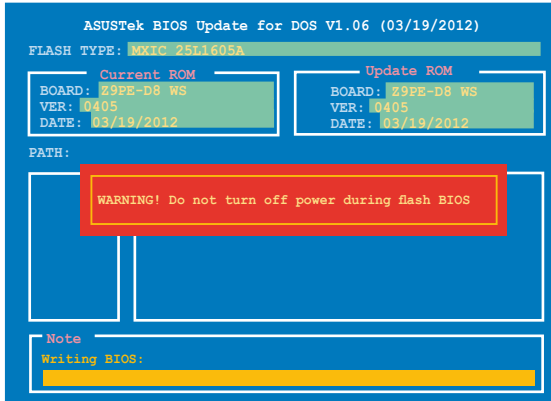 ASUSTek BIOS Update for DOS V1.06 (03/19/2012)
FLASH TYPE: MXIC 25L1605A
Current ROM
BOARD: Z9PE-D8 WS
VER: 0405
DATE: 03/19/2012
Update ROM
BOARD: Z9PE-D8 WS
VER: 0405
DATE: 03/19/2012
PATH:
WARNING! Do not turn off power during flash BIOS
Note
Writing BIOS: